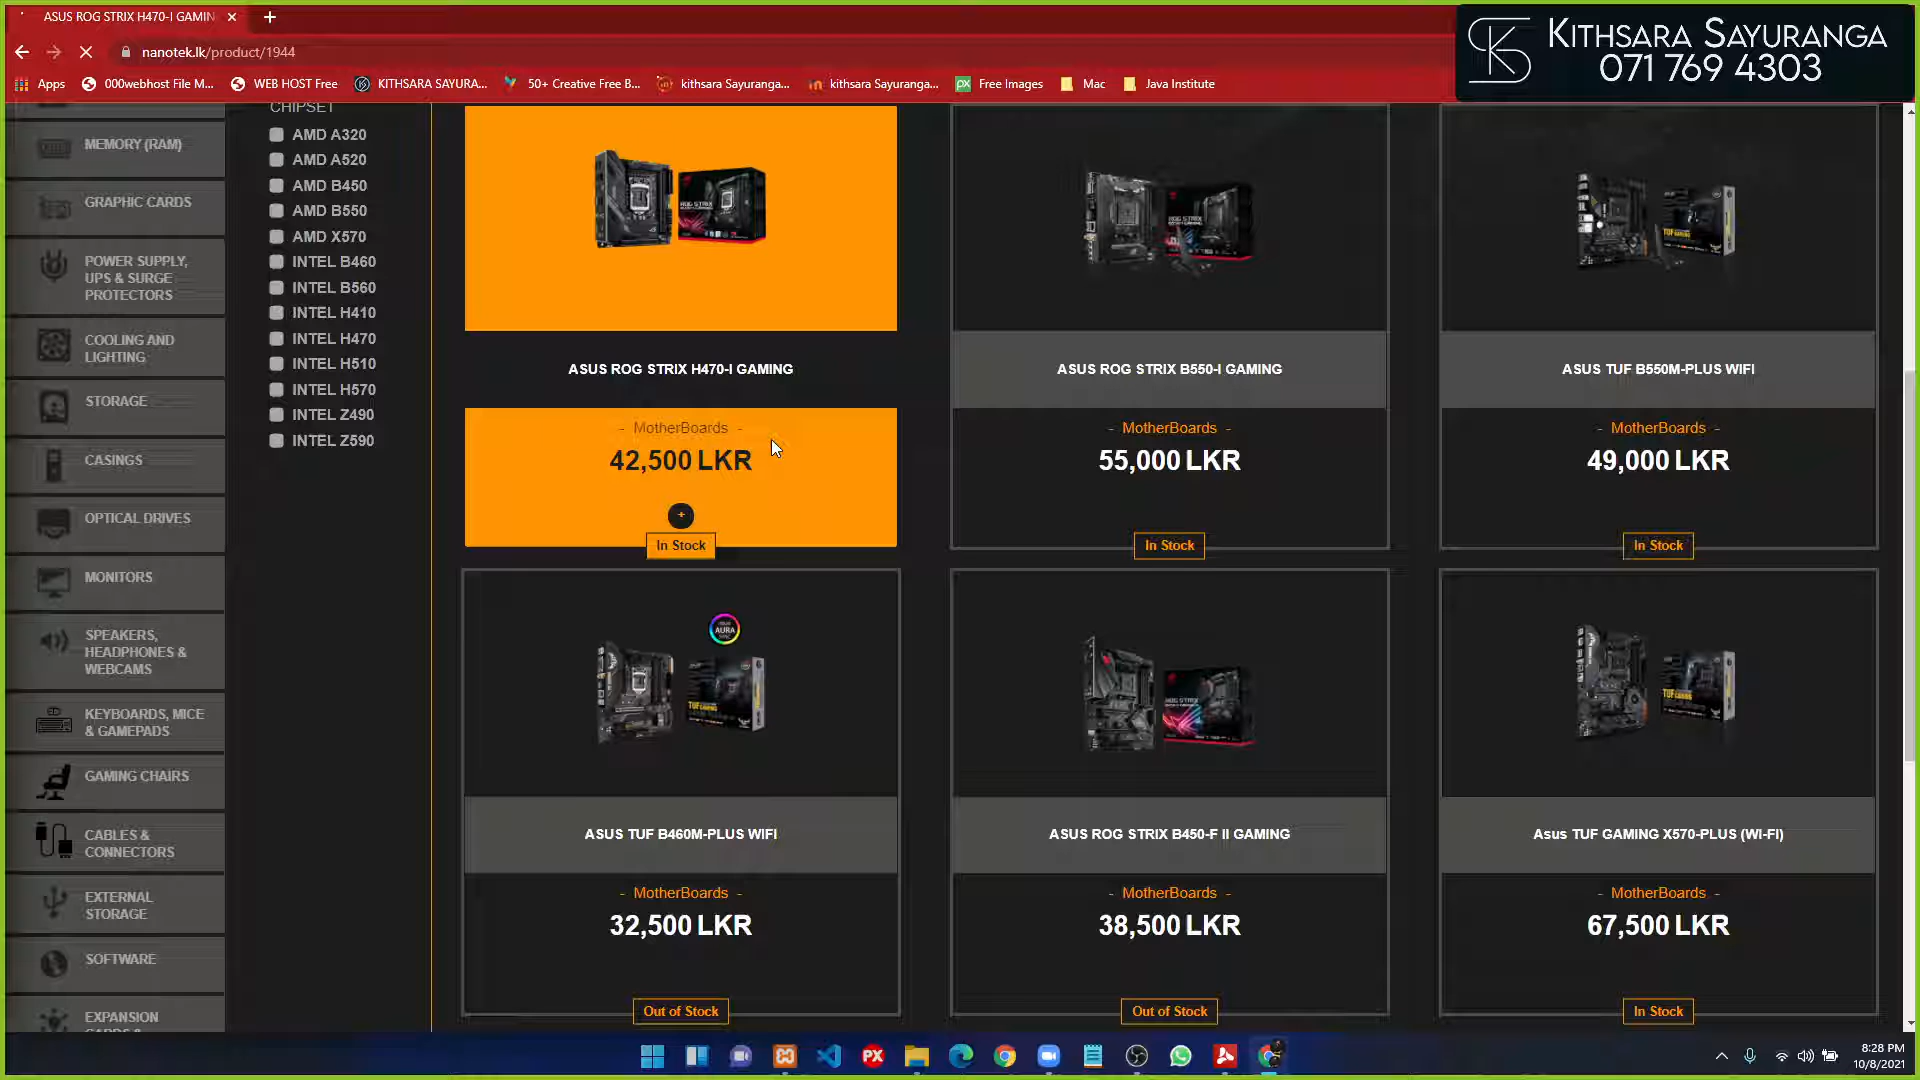 ASUS ROG STRIX H470-I GAMIN
KITHSARA SAYURANGA
071 769 4303
nanotek.lk/product/1944
Apps
000webhost File M...
WEB HOST Free
KITHSARA SAYURA...
50+ Creative Free B...
kithsara Sayuranga...
kithsara Sayuranga...
Free Images
Mac
Java Institute
MEMORY (RAM)
GRAPHIC CARDS
POWER SUPPLY,
UPS & SURGE
PROTECTORS
COOLING AND
LIGHTING
STORAGE
CASINGS
OPTICAL DRIVES
MONITORS
SPEAKERS,
HEADPHONES &
WEBCAMS
KEYBOARDS, MICE
& GAMEPADS
GAMING CHAIRS
CABLES &
CONNECTORS
EXTERNAL
STORAGE
SOFTWARE
EXPANSION
CHIPSET
AMD A320
AMD A520
AMD B450
AMD B550
AMD X570
INTEL B460
INTEL B560
INTEL H410
INTEL H470
INTEL H510
INTEL H570
INTEL Z490
INTEL Z590
ASUS ROG STRIX H470-I GAMING
- MotherBoards -
42,500 LKR
+
In Stock
ASUS ROG STRIX B550-I GAMING
- MotherBoards -
55,000 LKR
In Stock
ASUS TUF B550M-PLUS WIFI
- MotherBoards -
49,000 LKR
In Stock
AURA
ASUS TUF B460M-PLUS WIFI
- MotherBoards -
32,500 LKR
Out of Stock
ASUS ROG STRIX B450-F II GAMING
- MotherBoards -
38,500 LKR
Out of Stock
Asus TUF GAMING X570-PLUS (WI-FI)
- MotherBoards -
67,500 LKR
In Stock
8:28 PM
10/8/2021